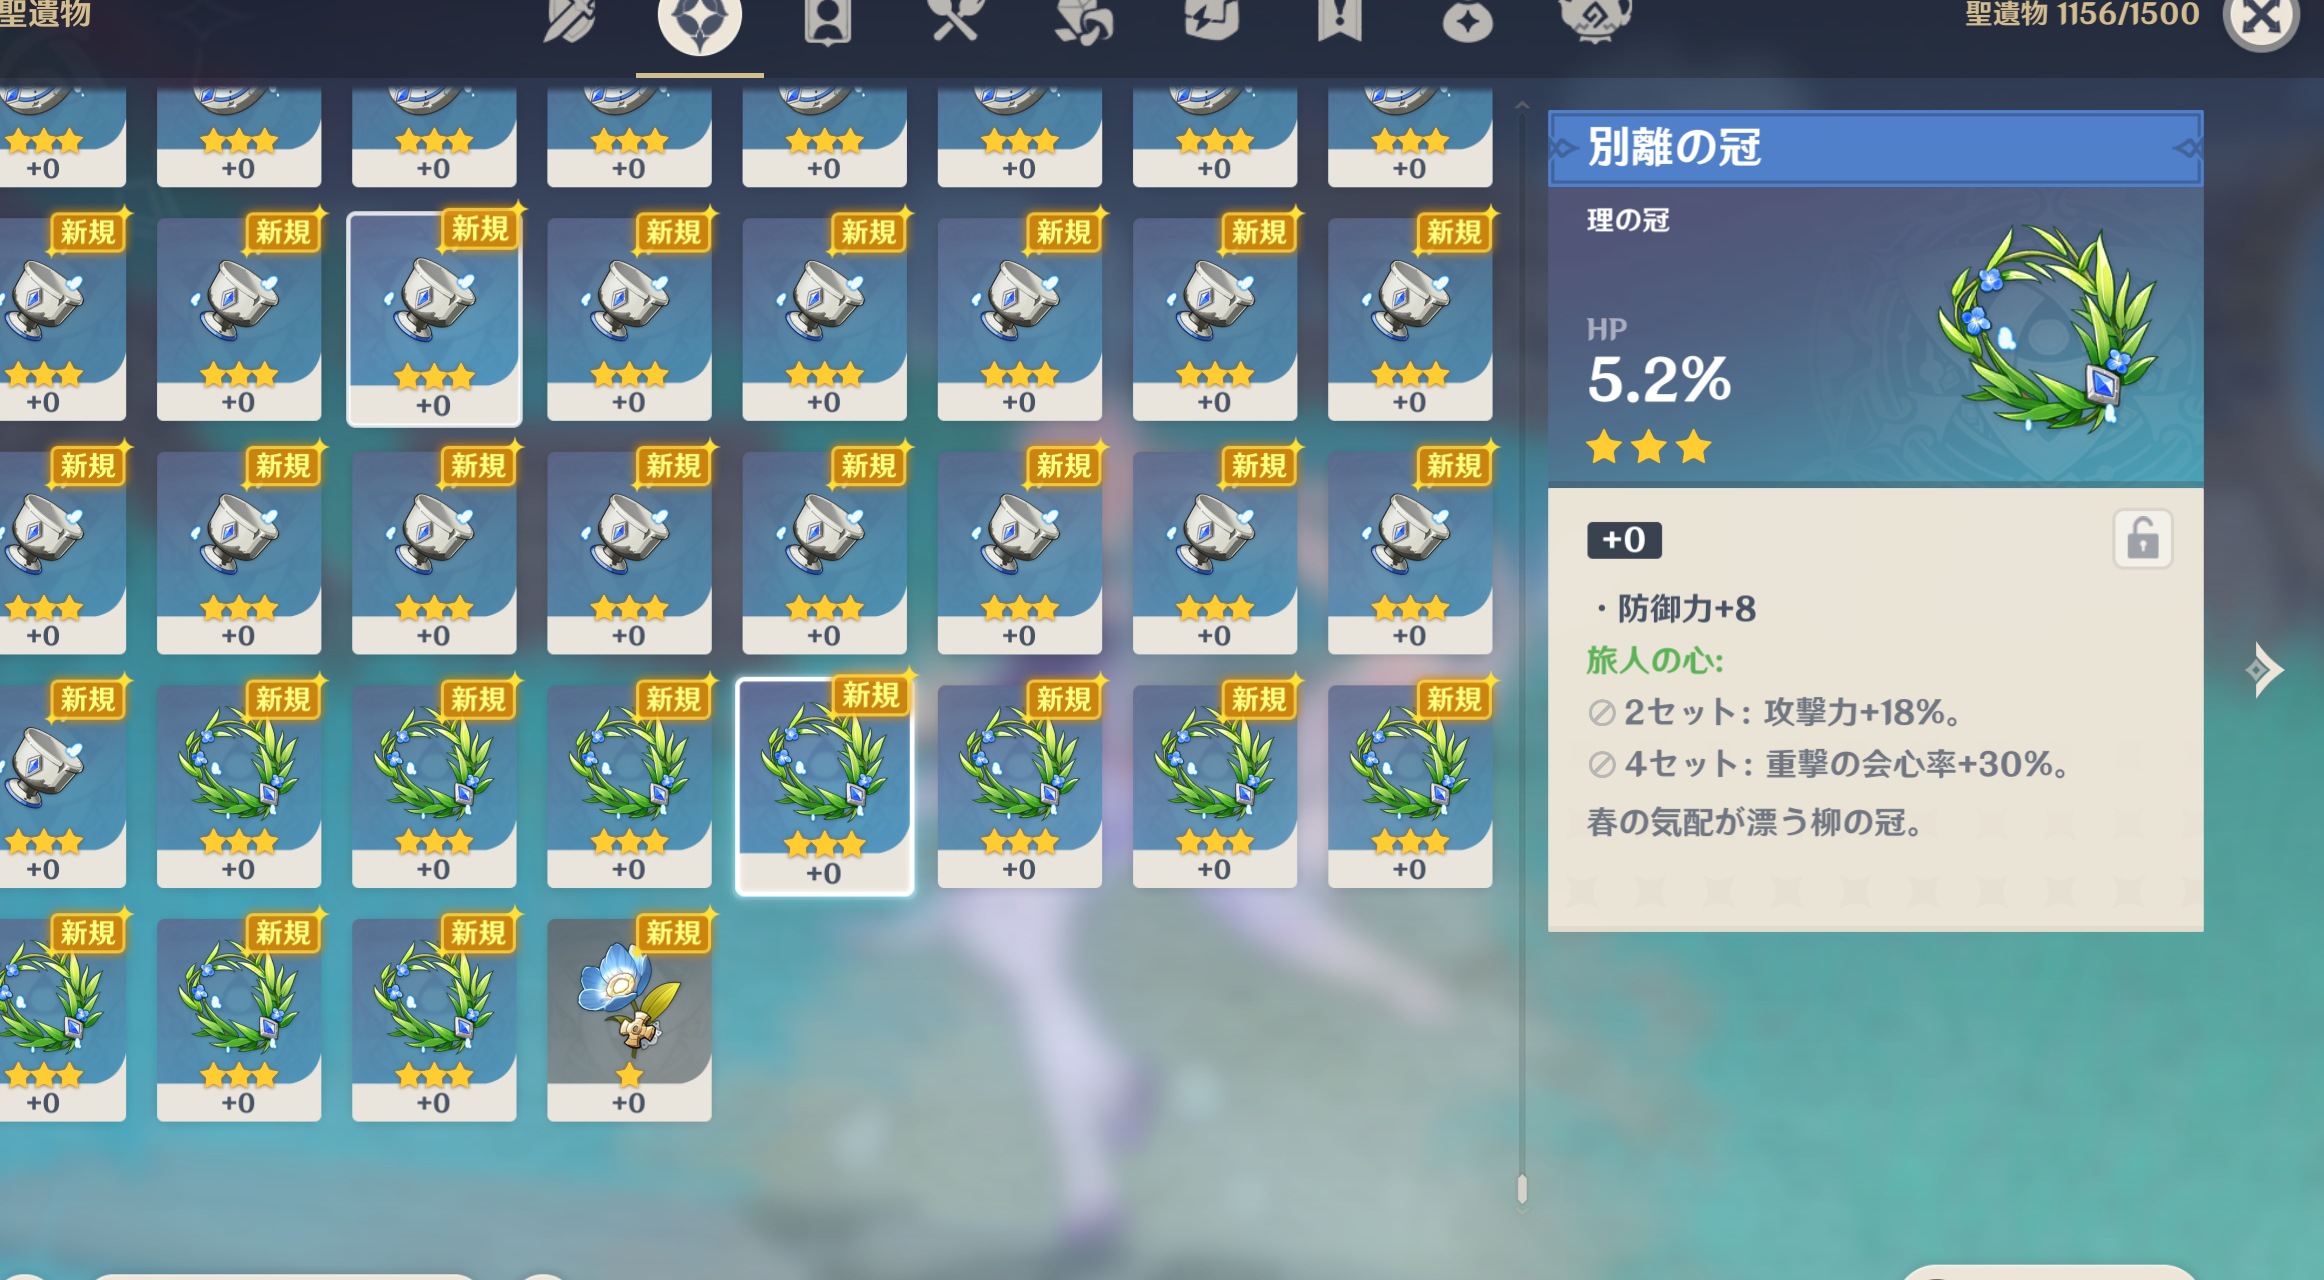 聖遺物
聖遺物 1156/1500
+0 +0 +0 +0 +0 +0 +0 +0
新規 新規 新規 新規 新規 新規 新規 新規
+0 +0 +0 +0 +0 +0 +0 +0
新規 新規 新規 新規 新規 新規 新規 新規
+0 +0 +0 +0 +0 +0 +0 +0
新規 新規 新規 新規 新規 新規 新規 新規
+0 +0 +0 +0 +0 +0 +0 +0
新規 新規 新規 新規
+0 +0 +0 +0
別離の冠
理の冠
HP
5.2%
+0
・防御力+8
旅人の心:
2セット: 攻撃力+18%。
4セット: 重撃の会心率+30%。
春の気配が漂う柳の冠。